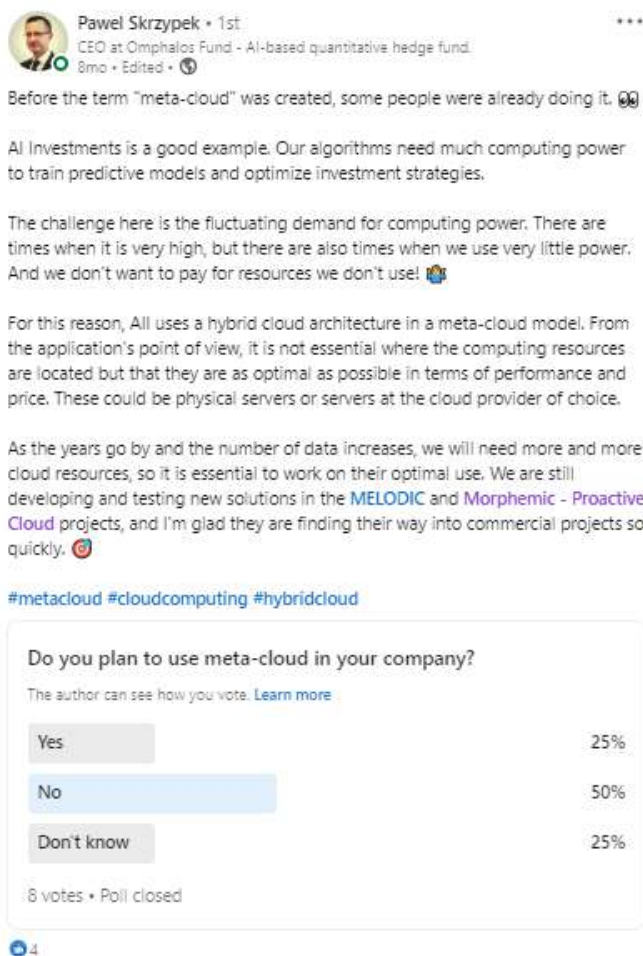 Pawel Skrzypek • 1st
CEO at Omphalos Fund - AI-based quantitative hedge fund.
8mo • Edited •
Before the term "meta-cloud" was created, some people were already doing it. 👀
AI Investments is a good example. Our algorithms need much computing power
to train predictive models and optimize investment strategies.
The challenge here is the fluctuating demand for computing power. There are
times when it is very high, but there are also times when we use very little power.
And we don't want to pay for resources we don't use! 🤷
For this reason, AII uses a hybrid cloud architecture in a meta-cloud model. From
the application's point of view, it is not essential where the computing resources
are located but that they are as optimal as possible in terms of performance and
price. These could be physical servers or servers at the cloud provider of choice.
As the years go by and the number of data increases, we will need more and more
cloud resources, so it is essential to work on their optimal use. We are still
developing and testing new solutions in the MELODIC and Morphemic - Proactive
Cloud projects, and I'm glad they are finding their way into commercial projects so
quickly. 🎯
#metacloud #cloudcomputing #hybridcloud
Do you plan to use meta-cloud in your company?
The author can see how you vote. Learn more
Yes 25%
No 50%
Don't know 25%
8 votes • Poll closed
4